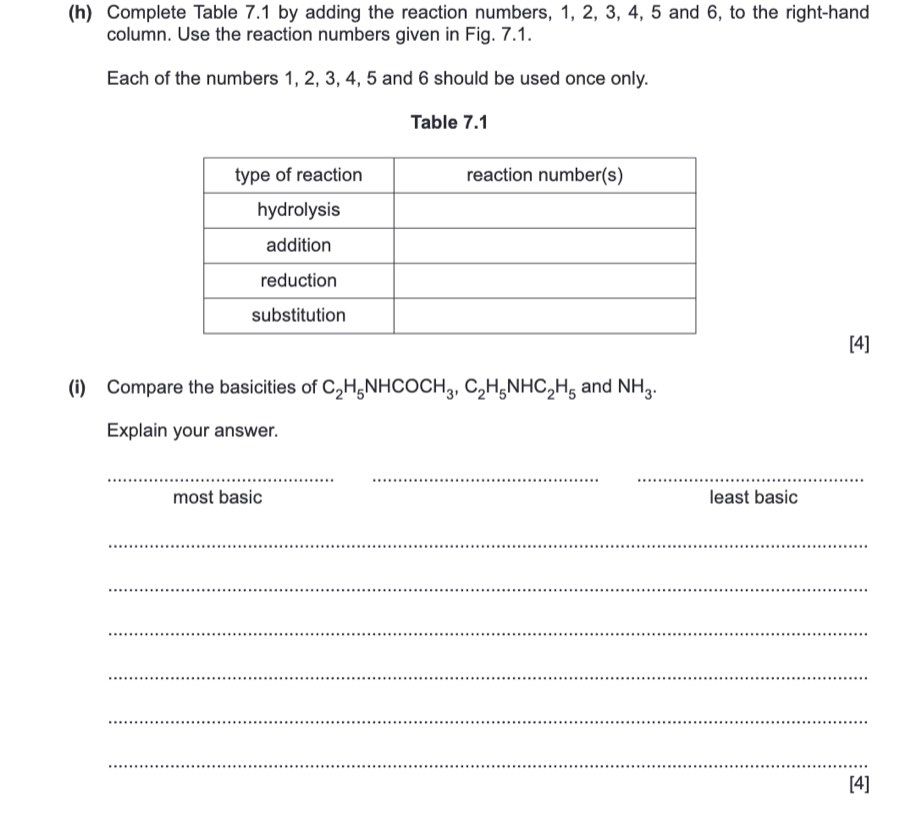 (h) Complete Table 7.1 by adding the reaction numbers, 1, 2, 3, 4, 5 and 6, to the right-hand
column. Use the reaction numbers given in Fig. 7.1.
Each of the numbers 1, 2, 3, 4, 5 and 6 should be used once only.
Table 7.1
type of reaction reaction number(s)
hydrolysis
addition
reduction
substitution
[4]
(i) Compare the basicities of C₂H₅NHCOCH₃, C₂H₅NHC₂H₅ and NH₃.
Explain your answer.
most basic least basic
[4]